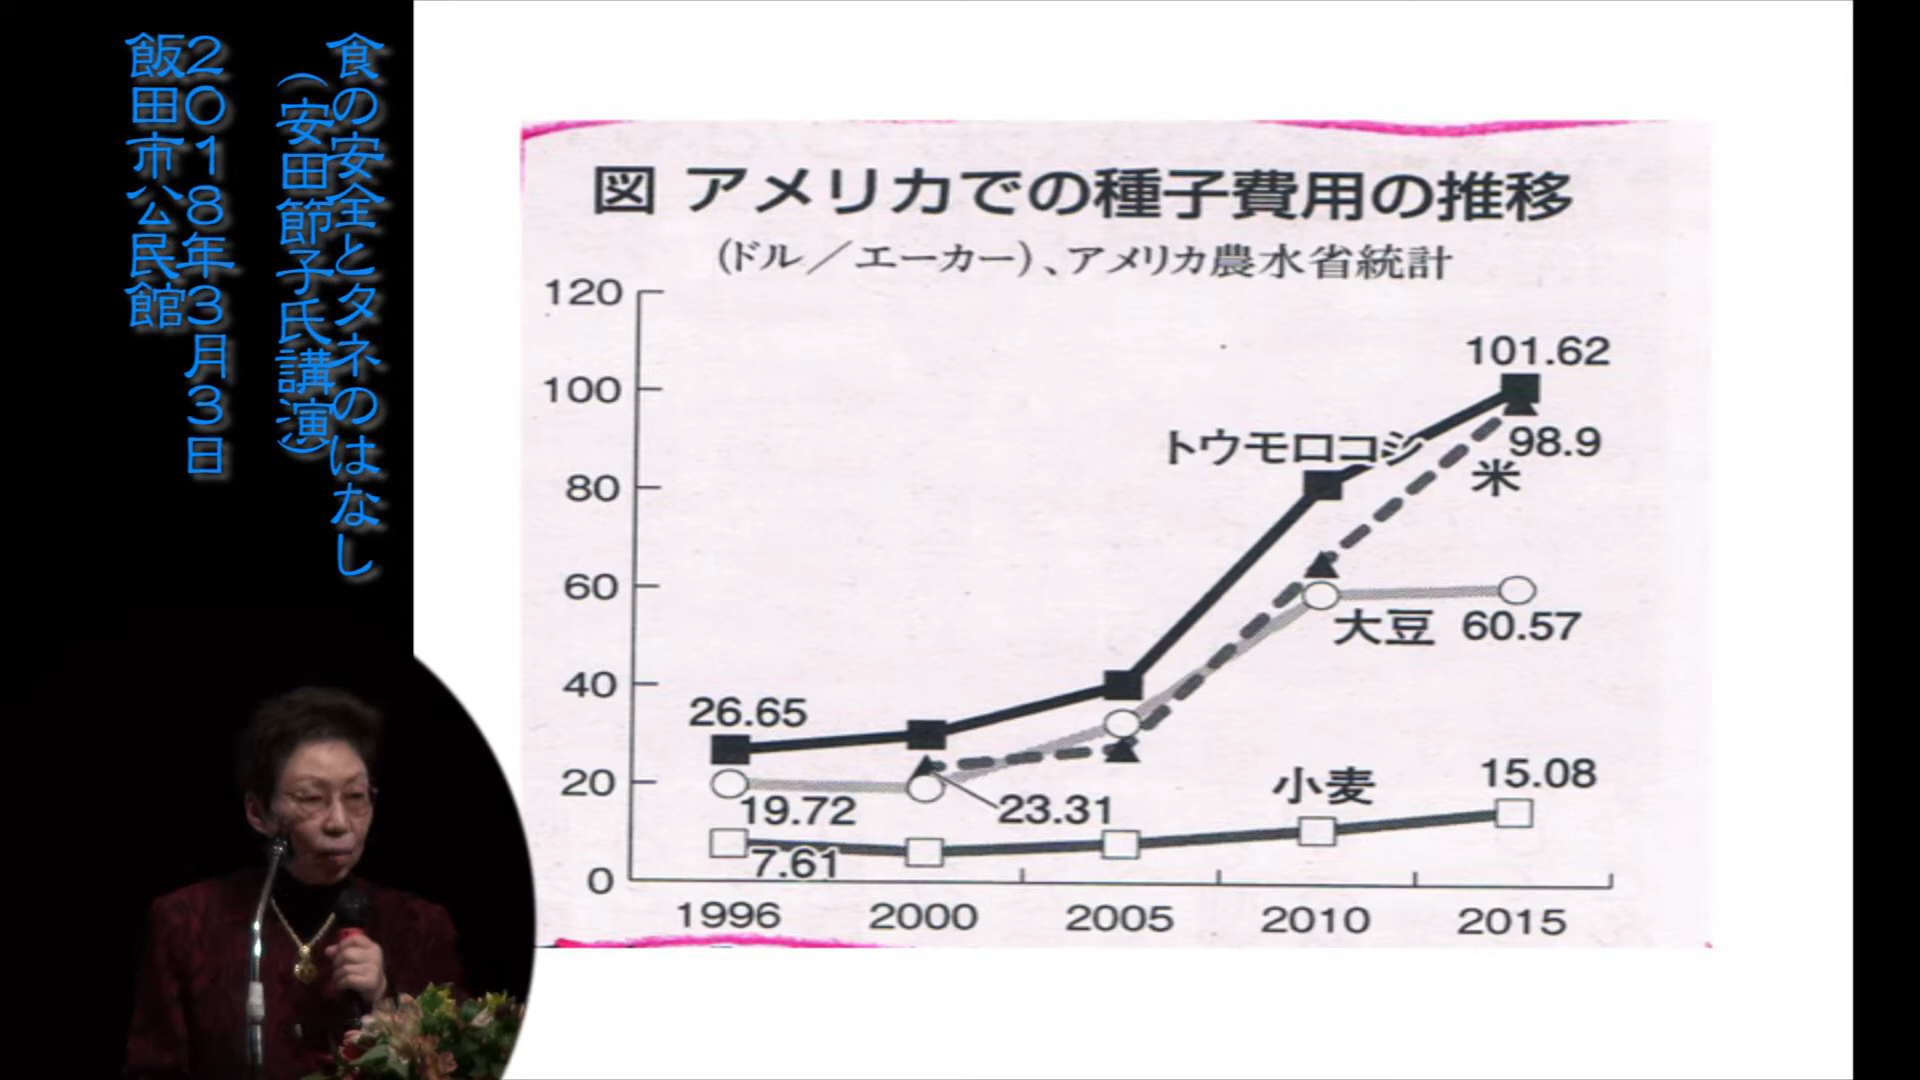 食の安全とタネのはなし
（安田節子氏講演）
２０１８年３月３日
飯田市公民館
図 アメリカでの種子費用の推移
(ドル／エーカー)、アメリカ農水省統計
120
100
80
60
40
20
0
101.62
トウモロコシ
98.9
米
大豆 60.57
26.65
19.72
23.31
7.61
小麦
15.08
1996 2000 2005 2010 2015